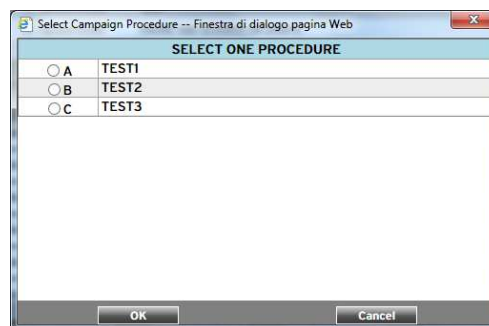 Select Campaign Procedure -- Finestra di dialogo pagina Web
SELECT ONE PROCEDURE
A TEST1
B TEST2
C TEST3
OK Cancel